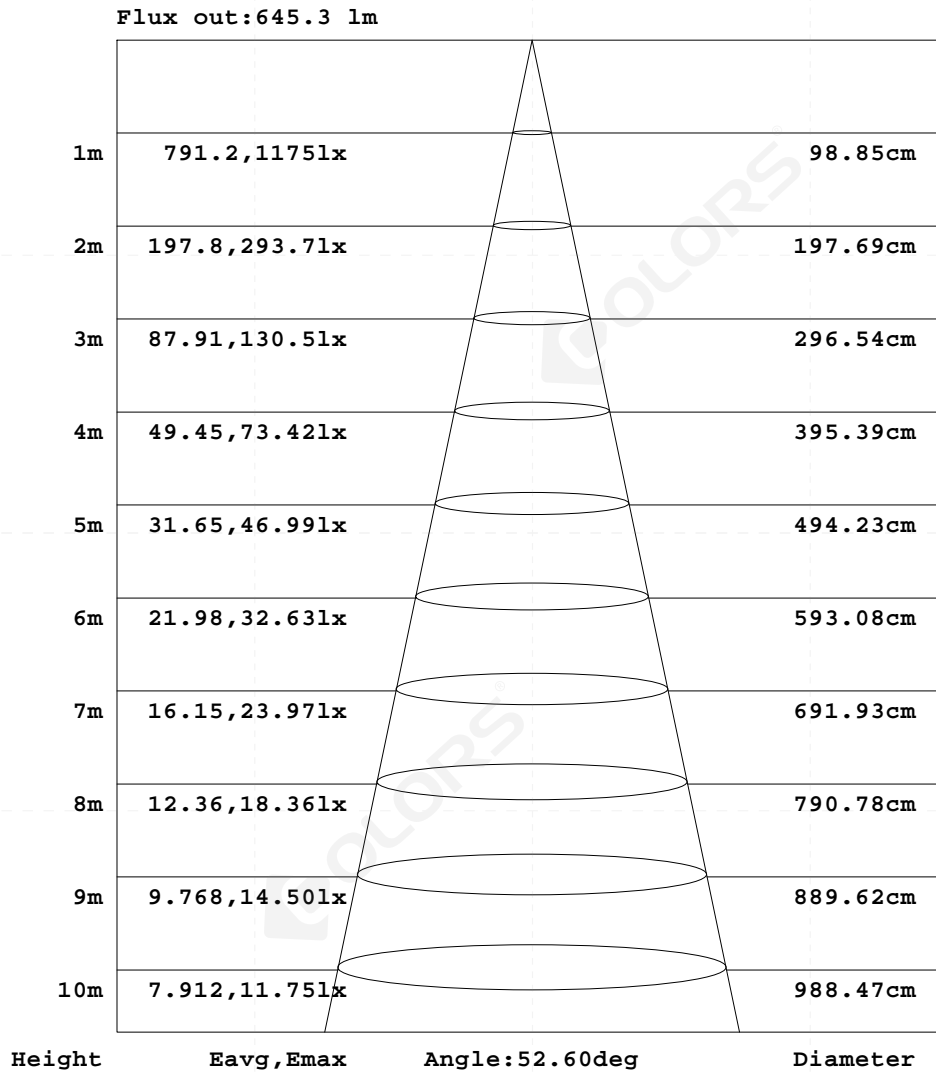 Flux out:645.3 lm
1m 791.2,1175lx 98.85cm
2m 197.8,293.7lx 197.69cm
3m 87.91,130.5lx 296.54cm
4m 49.45,73.42lx 395.39cm
5m 31.65,46.99lx 494.23cm
6m 21.98,32.63lx 593.08cm
7m 16.15,23.97lx 691.93cm
8m 12.36,18.36lx 790.78cm
9m 9.768,14.50lx 889.62cm
10m 7.912,11.75lx 988.47cm
Height Eavg,Emax Angle:52.60deg Diameter
COLORS®
COLORS®